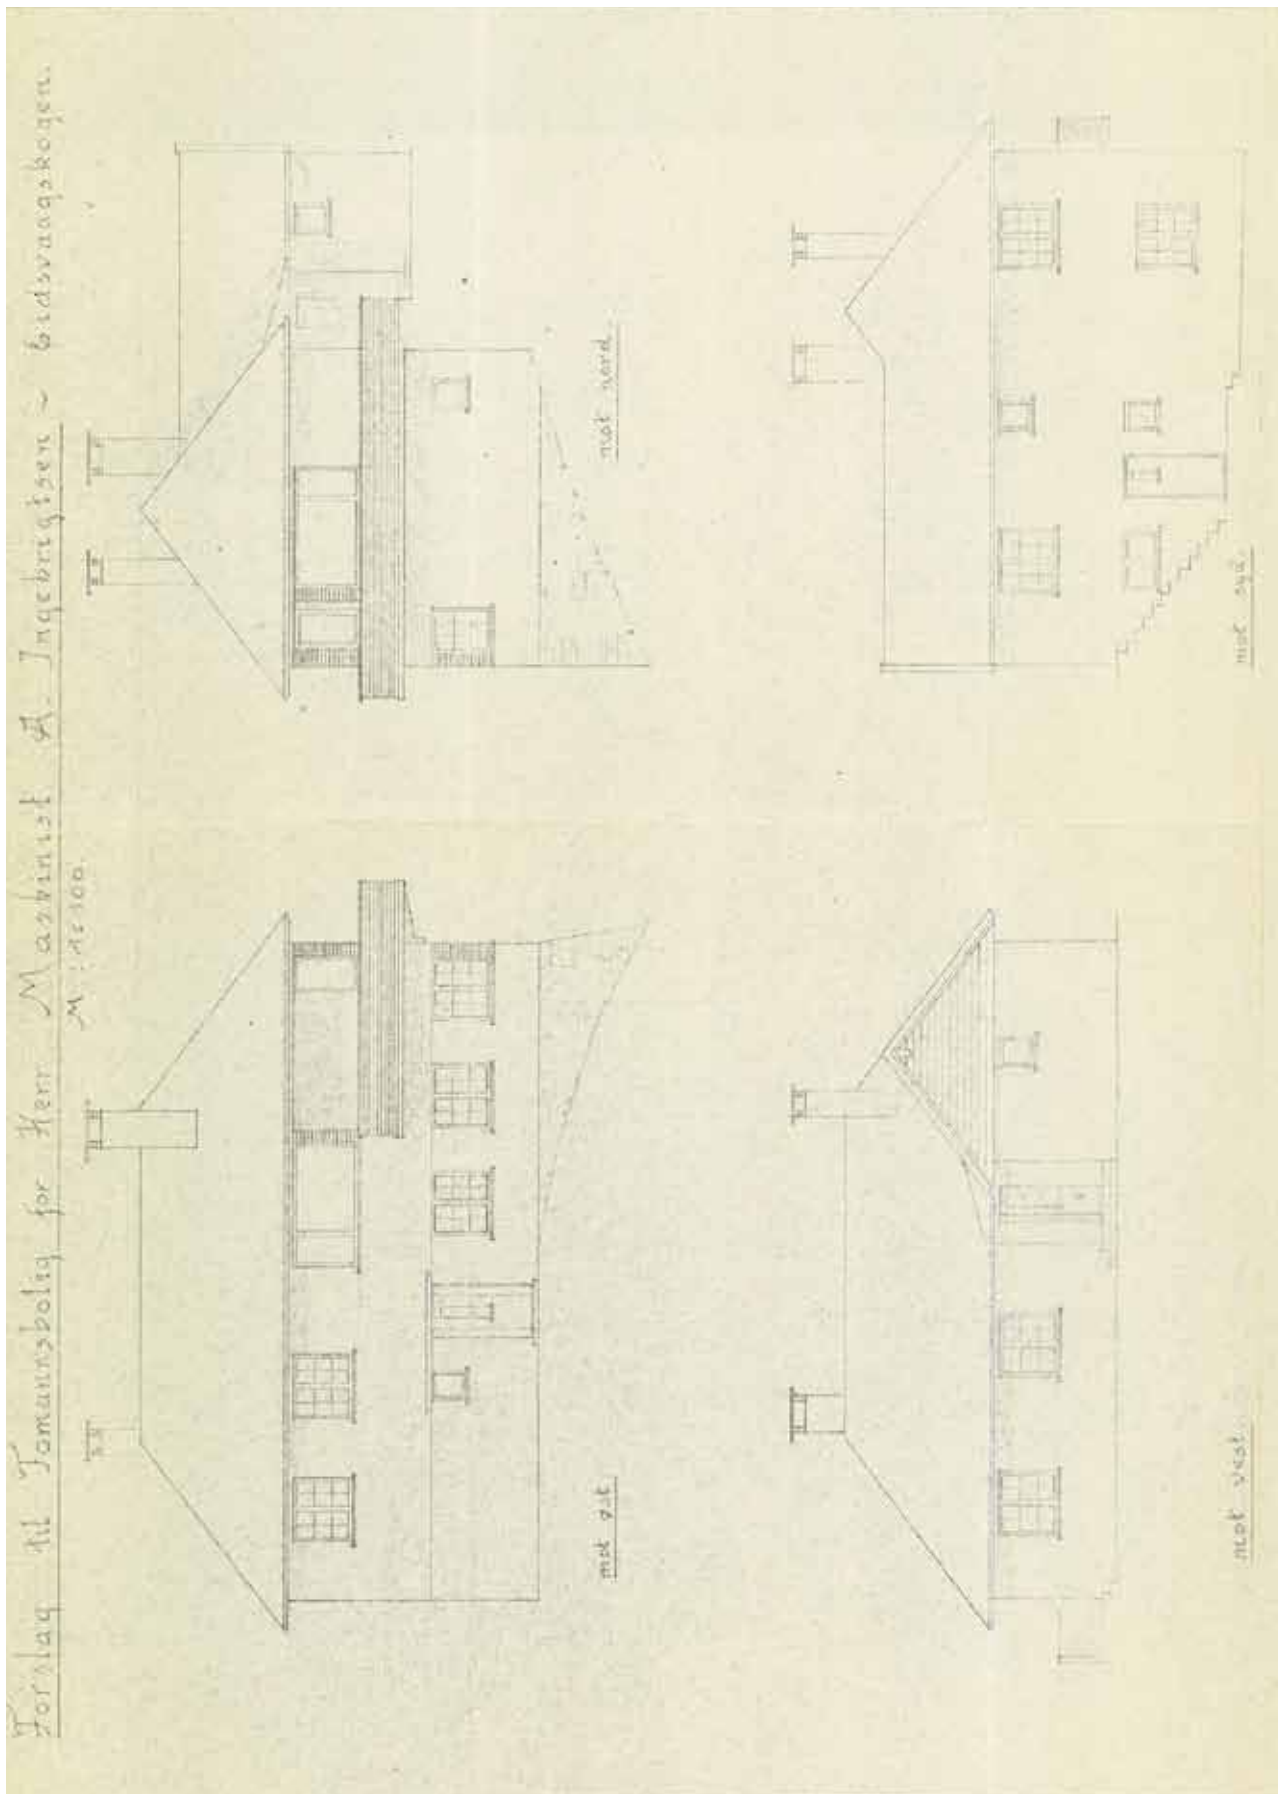 Forslag til Tomannsbolig for Herr Maskinist A. Ingebrigtsen ~ Eidsvaagskogen.
M: 1:100.
mot øst
mot nord.
mot vest.
mot syd.